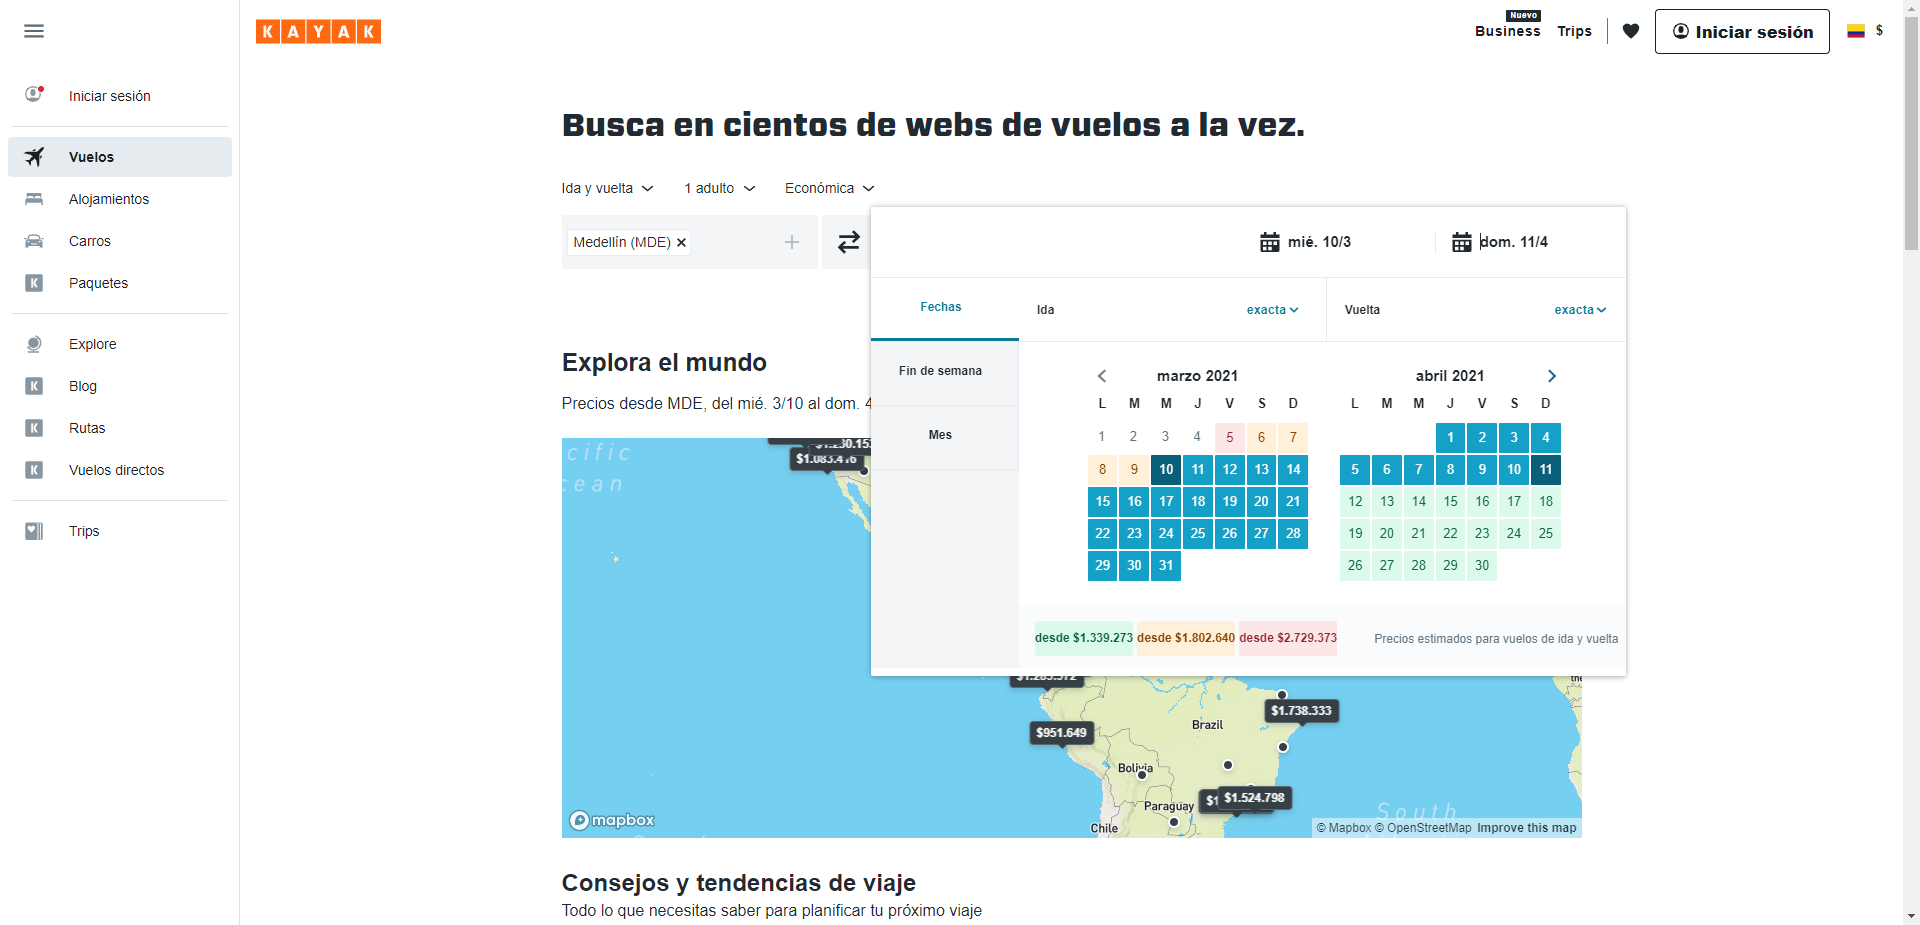 KAYAK
Nuevo
Business
Trips
Iniciar sesión
$
Iniciar sesión
Vuelos
Alojamientos
Carros
K Paquetes
Explore
K Blog
K Rutas
K Vuelos directos
Trips
Busca en cientos de webs de vuelos a la vez.
Ida y vuelta
1 adulto
Económica
Medellín (MDE) ×
+
mié. 10/3
dom. 11/4
Fechas
Fin de semana
Mes
Ida
exacta
Vuelta
exacta
marzo 2021
L M M J V S D
1 2 3 4 5 6 7
8 9 10 11 12 13 14
15 16 17 18 19 20 21
22 23 24 25 26 27 28
29 30 31
abril 2021
L M M J V S D
1 2 3 4
5 6 7 8 9 10 11
12 13 14 15 16 17 18
19 20 21 22 23 24 25
26 27 28 29 30
desde $1.339.273
desde $1.802.640
desde $2.729.373
Precios estimados para vuelos de ida y vuelta
Explora el mundo
Precios desde MDE, del mié. 3/10 al dom. 4
cific
cean
$1.083.416
$1.738.333
Brazil
$951.649
Bolivia
$1.524.798
Paraguay
Chile
South
mapbox
© Mapbox © OpenStreetMap Improve this map
Consejos y tendencias de viaje
Todo lo que necesitas saber para planificar tu próximo viaje